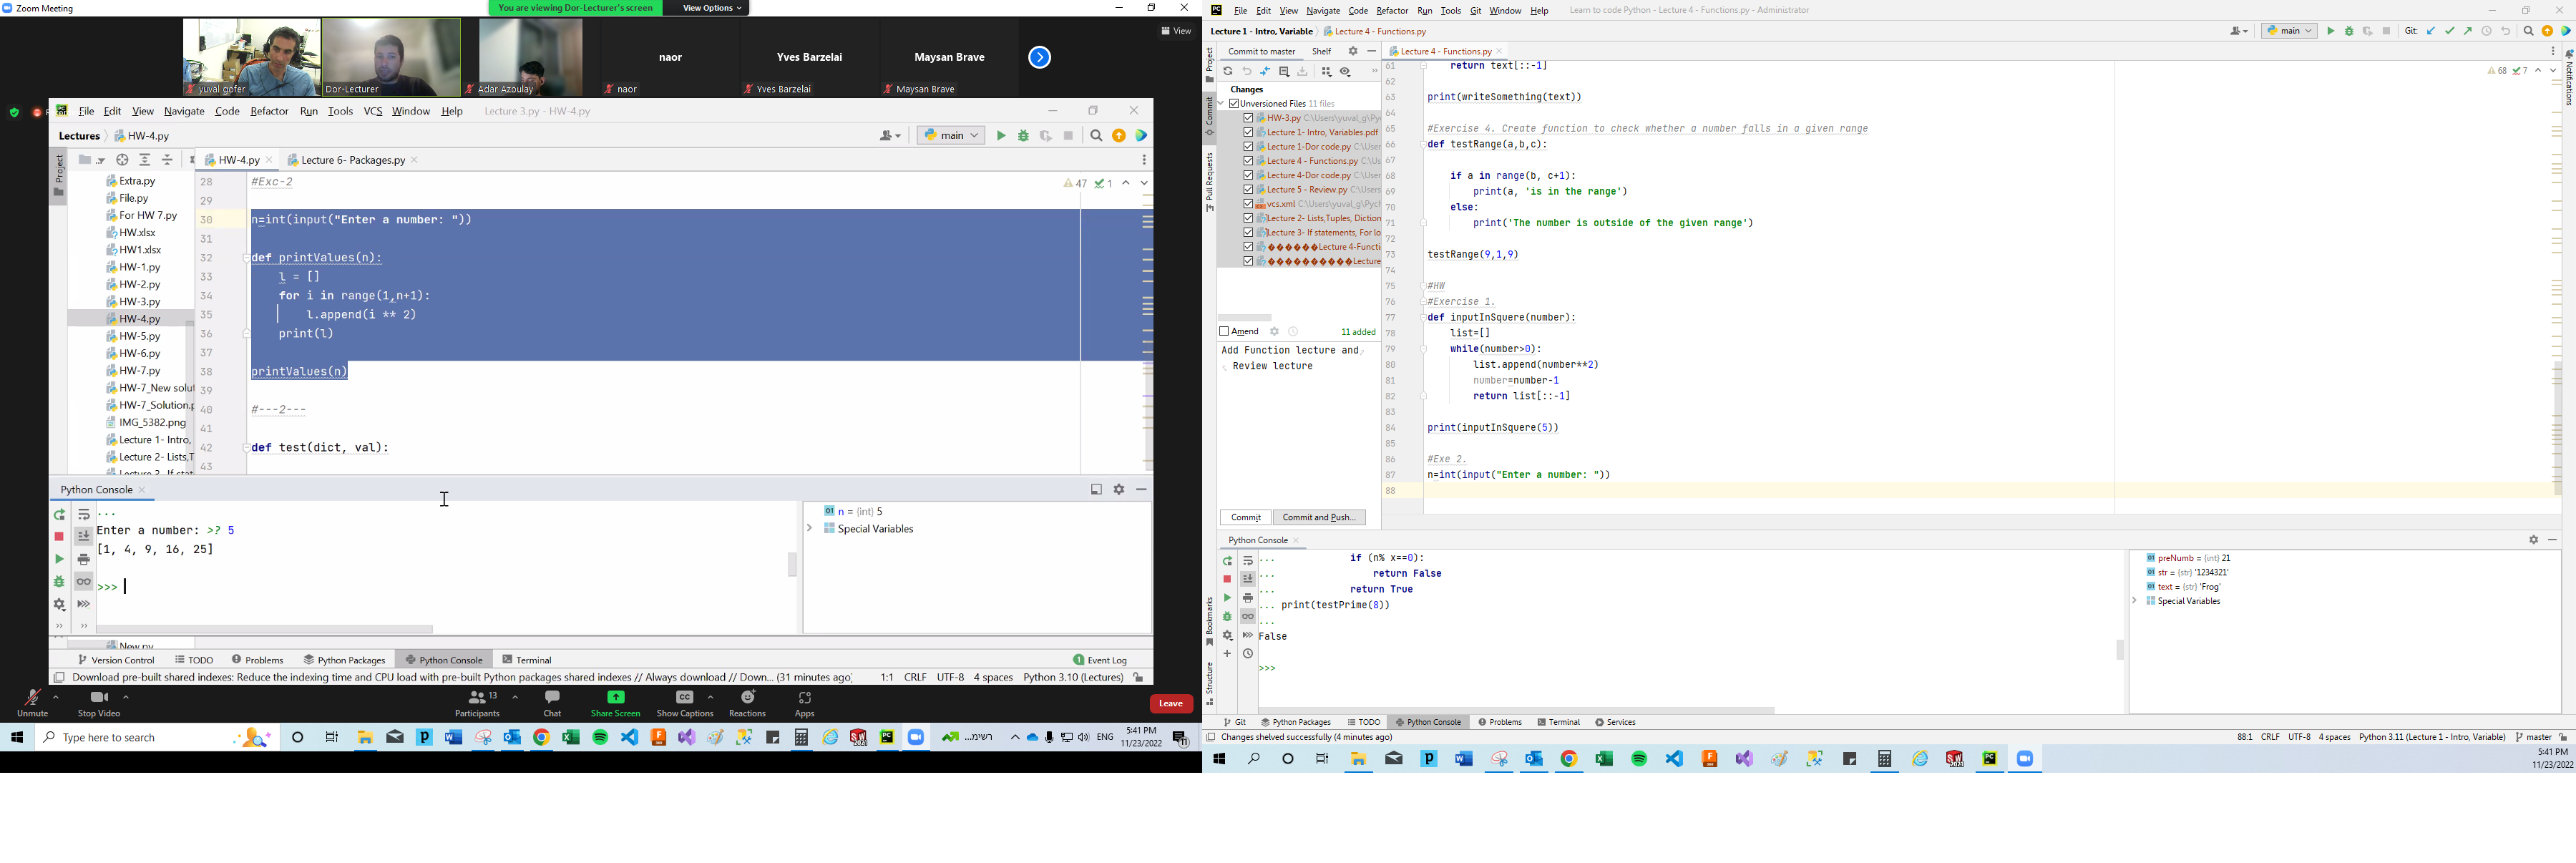 Zoom Meeting
You are viewing Dor-Lecturer's screen
View Options
View
yuval gofer
Dor-Lecturer
Adar Azoulay
naor
naor
Yves Barzelai
Yves Barzelai
Maysan Brave
Maysan Brave
File Edit View Navigate Code Refactor Run Tools VCS Window Help Lecture 3.py - HW-4.py
Lectures HW-4.py
main
Project
HW-4.py
Lecture 6- Packages.py
Extra.py
File.py
For HW 7.py
HW.xlsx
HW1.xlsx
HW-1.py
HW-2.py
HW-3.py
HW-4.py
HW-5.py
HW-6.py
HW-7.py
HW-7_New solut
HW-7_Solution.p
IMG_5382.png
Lecture 1- Intro,
Lecture 2- Lists,T
Lecture 3- If stat
47 1
28 #Exc-2
29
30 n=int(input("Enter a number: "))
31
32 def printValues(n):
33 l = []
34 for i in range(1,n+1):
35 l.append(i ** 2)
36 print(l)
37
38 printValues(n)
39
40 #---2---
41
42 def test(dict, val):
43
Python Console
...
Enter a number: >? 5
[1, 4, 9, 16, 25]
>>>
n = {int} 5
Special Variables
New.py
Version Control TODO Problems Python Packages Python Console Terminal Event Log
Download pre-built shared indexes: Reduce the indexing time and CPU load with pre-built Python packages shared indexes // Always download // Down... (31 minutes ago) 1:1 CRLF UTF-8 4 spaces Python 3.10 (Lectures)
Unmute
Stop Video
Participants 13
Chat
Share Screen
Show Captions
Reactions
Apps
Leave
Type here to search
רשימ...
ENG
5:41 PM
11/23/2022
File Edit View Navigate Code Refactor Run Tools Git Window Help Learn to code Python - Lecture 4 - Functions.py - Administrator
Lecture 1 - Intro, Variable Lecture 4 - Functions.py
main
Git:
Project
Commit
Pull Requests
Bookmarks
Structure
Notifications
Commit to master Shelf
Changes
Unversioned Files 11 files
HW-3.py C:\Users\yuval_g\Py
Lecture 1- Intro, Variables.pdf
Lecture 1-Dor code.py C:\User
Lecture 4 - Functions.py C:\Us
Lecture 4-Dor code.py C:\User
Lecture 5 - Review.py C:\Users
vcs.xml C:\Users\yuval_g\Pych
Lecture 2- Lists,Tuples, Diction
Lecture 3- If statements, For lo
������Lecture 4-Functi
���������Lecture
Amend
11 added
Add Function lecture and
Review lecture
Commit
Commit and Push...
Lecture 4 - Functions.py
68 7
61 return text[::-1]
62
63 print(writeSomething(text))
64
65 #Exercise 4. Create function to check whether a number falls in a given range
66 def testRange(a,b,c):
67
68 if a in range(b, c+1):
69 print(a, 'is in the range')
70 else:
71 print('The number is outside of the given range')
72
73 testRange(9,1,9)
74
75 #HW
76 #Exercise 1.
77 def inputInSquere(number):
78 list=[]
79 while(number>0):
80 list.append(number**2)
81 number=number-1
82 return list[::-1]
83
84 print(inputInSquere(5))
85
86 #Exe 2.
87 n=int(input("Enter a number: "))
88
Python Console
... if (n% x==0):
... return False
... return True
... print(testPrime(8))
...
False
>>>
preNumb = {int} 21
str = {str} '1234321'
text = {str} 'Frog'
Special Variables
Git Python Packages TODO Python Console Problems Terminal Services
Changes shelved successfully (4 minutes ago) 88:1 CRLF UTF-8 4 spaces Python 3.11 (Lecture 1 - Intro, Variable) master
5:41 PM
11/23/2022